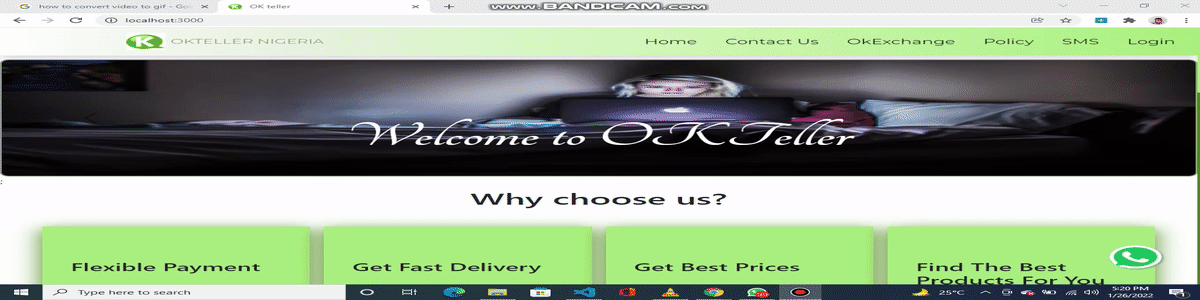 how to convert video to gif - Go
OK teller
www.BANDICAM.com
localhost:3000
K OKTELLER NIGERIA
Home Contact Us OkExchange Policy SMS Login
Welcome to OKTeller
Why choose us?
Flexible Payment
Get Fast Delivery
Get Best Prices
Find The Best
Products For You
Type here to search
25°C
5:20 PM
1/26/2022